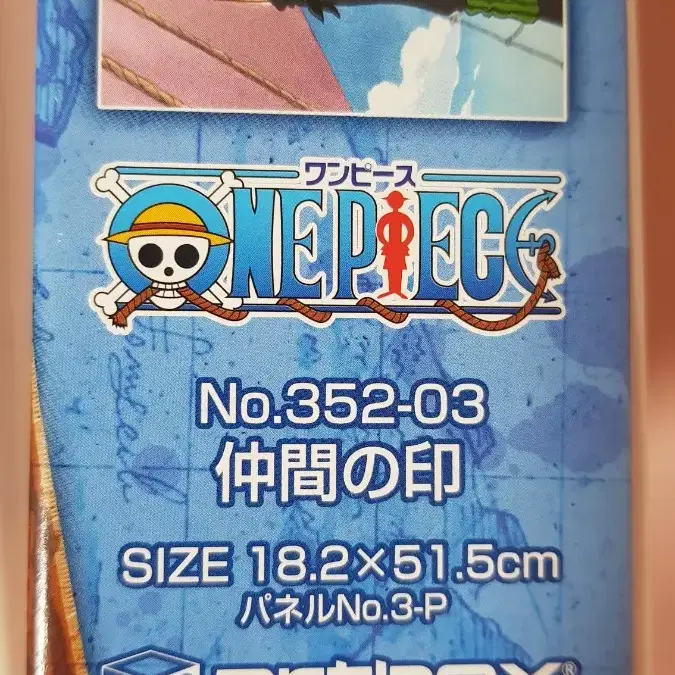 ワンピース
ONE PIECE
No.352-03
仲間の印
SIZE 18.2×51.5cm
パネルNo.3-P